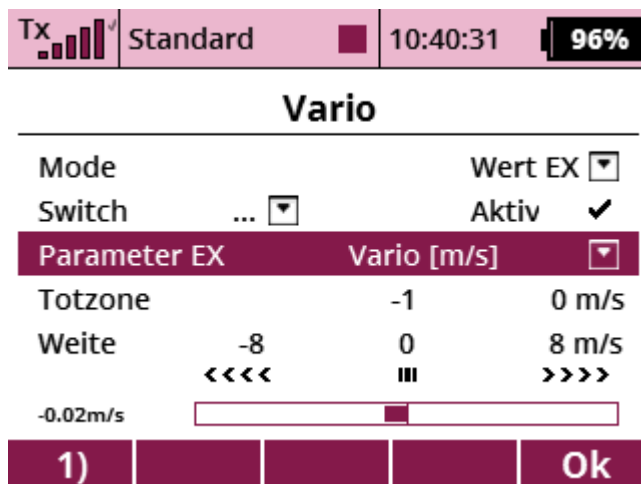 Tx Standard 10:40:31 96%
Vario
Mode Wert EX
Switch ... Aktiv
Parameter EX Vario [m/s]
Totzone -1 0 m/s
Weite -8 0 8 m/s
<<<< >>>>
-0.02m/s
1) Ok